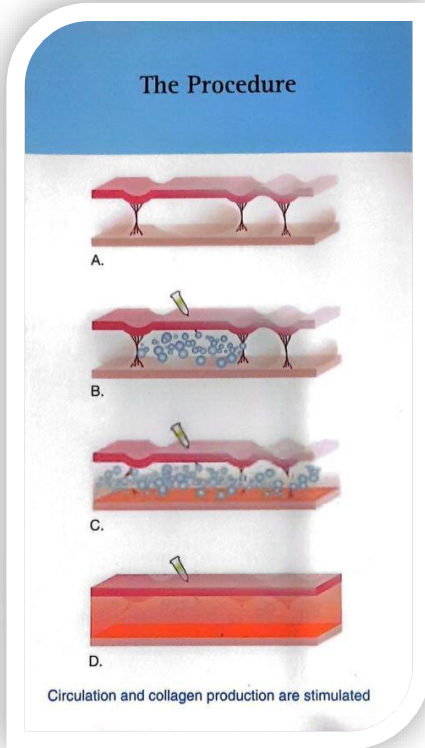 The Procedure
A.
B.
C.
D.
Circulation and collagen production are stimulated